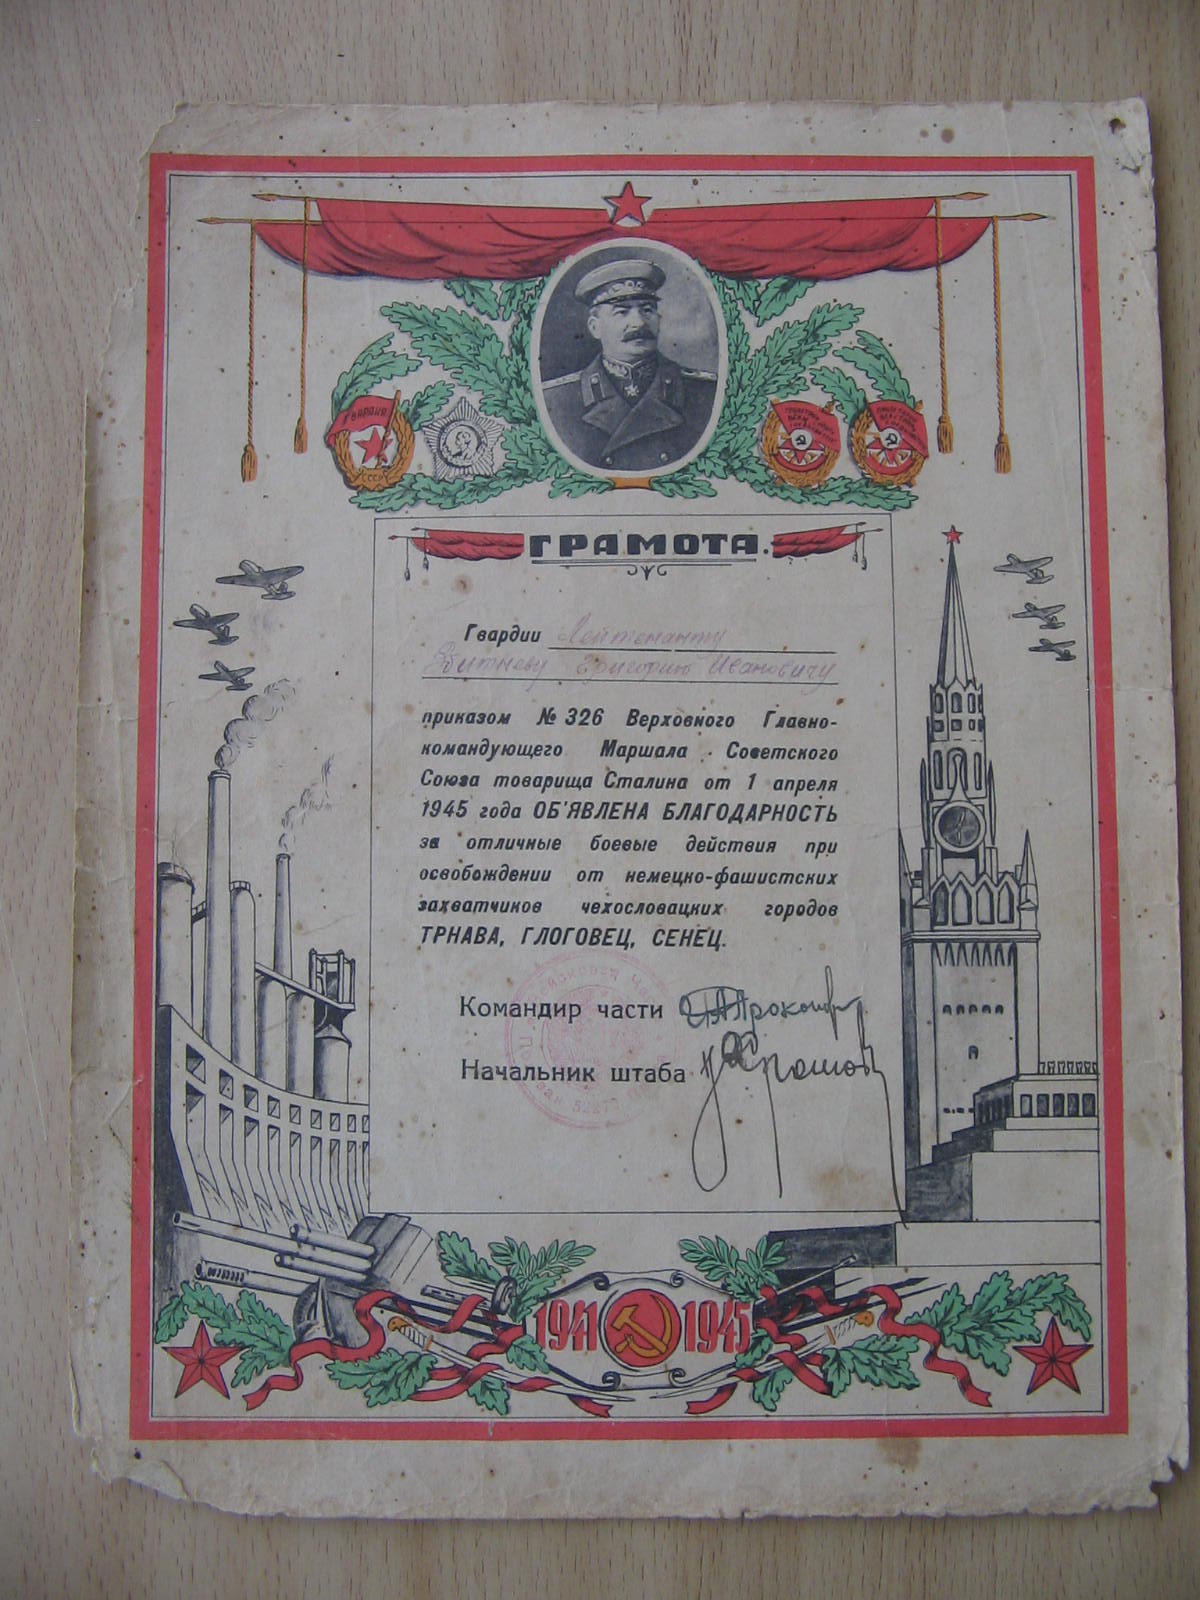 ГВАРДИЯ
СССР
ГРАМОТА.
Гвардии Лейтенанту
Григорию Ивановичу
приказом № 326 Верховного Главно-
командующего Маршала Советского
Союза товарища Сталина от 1 апреля
1945 года ОБ'ЯВЛЕНА БЛАГОДАРНОСТЬ
за отличные боевые действия при
освобождении от немецко-фашистских
захватчиков чехословацких городов
ТРНАВА, ГЛОГОВЕЦ, СЕНЕЦ.
Командир части
Начальник штаба
1941 1945